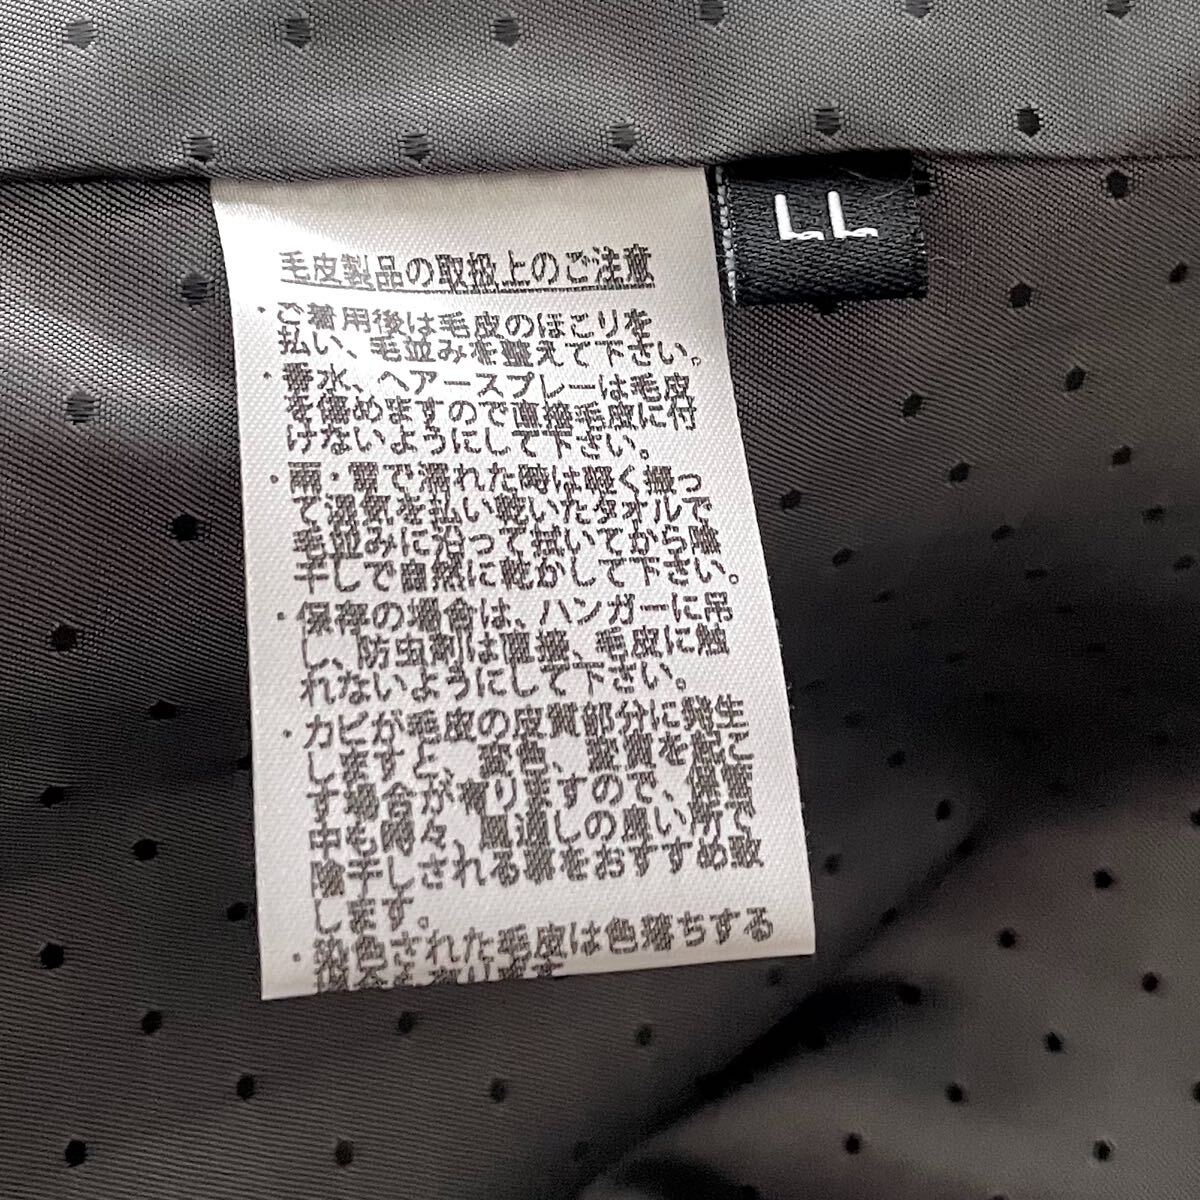 毛皮製品の取扱上のご注意
・ご着用後は毛皮のほこりを
払い、毛並みを整えて下さい。
・香水、ヘアースプレーは毛皮
を傷めますので直接毛皮に付
けないようにして下さい。
・雨・雪で濡れた時は軽く振っ
て湿気を払い乾いたタオルで
毛並みに沿って拭いてから陰
干しで自然に乾かして下さい。
・保存の場合は、ハンガーに吊
し、防虫剤は直接、毛皮に触
れないようにして下さい。
・カビが毛皮の皮質部分に発生
しますと、変色、変質を起こ
す場合が有りますので、保管
中も時々、風通しの良い所で
陰干しされる事をおすすめ致
します。
・染色された毛皮は色落ちする
LL